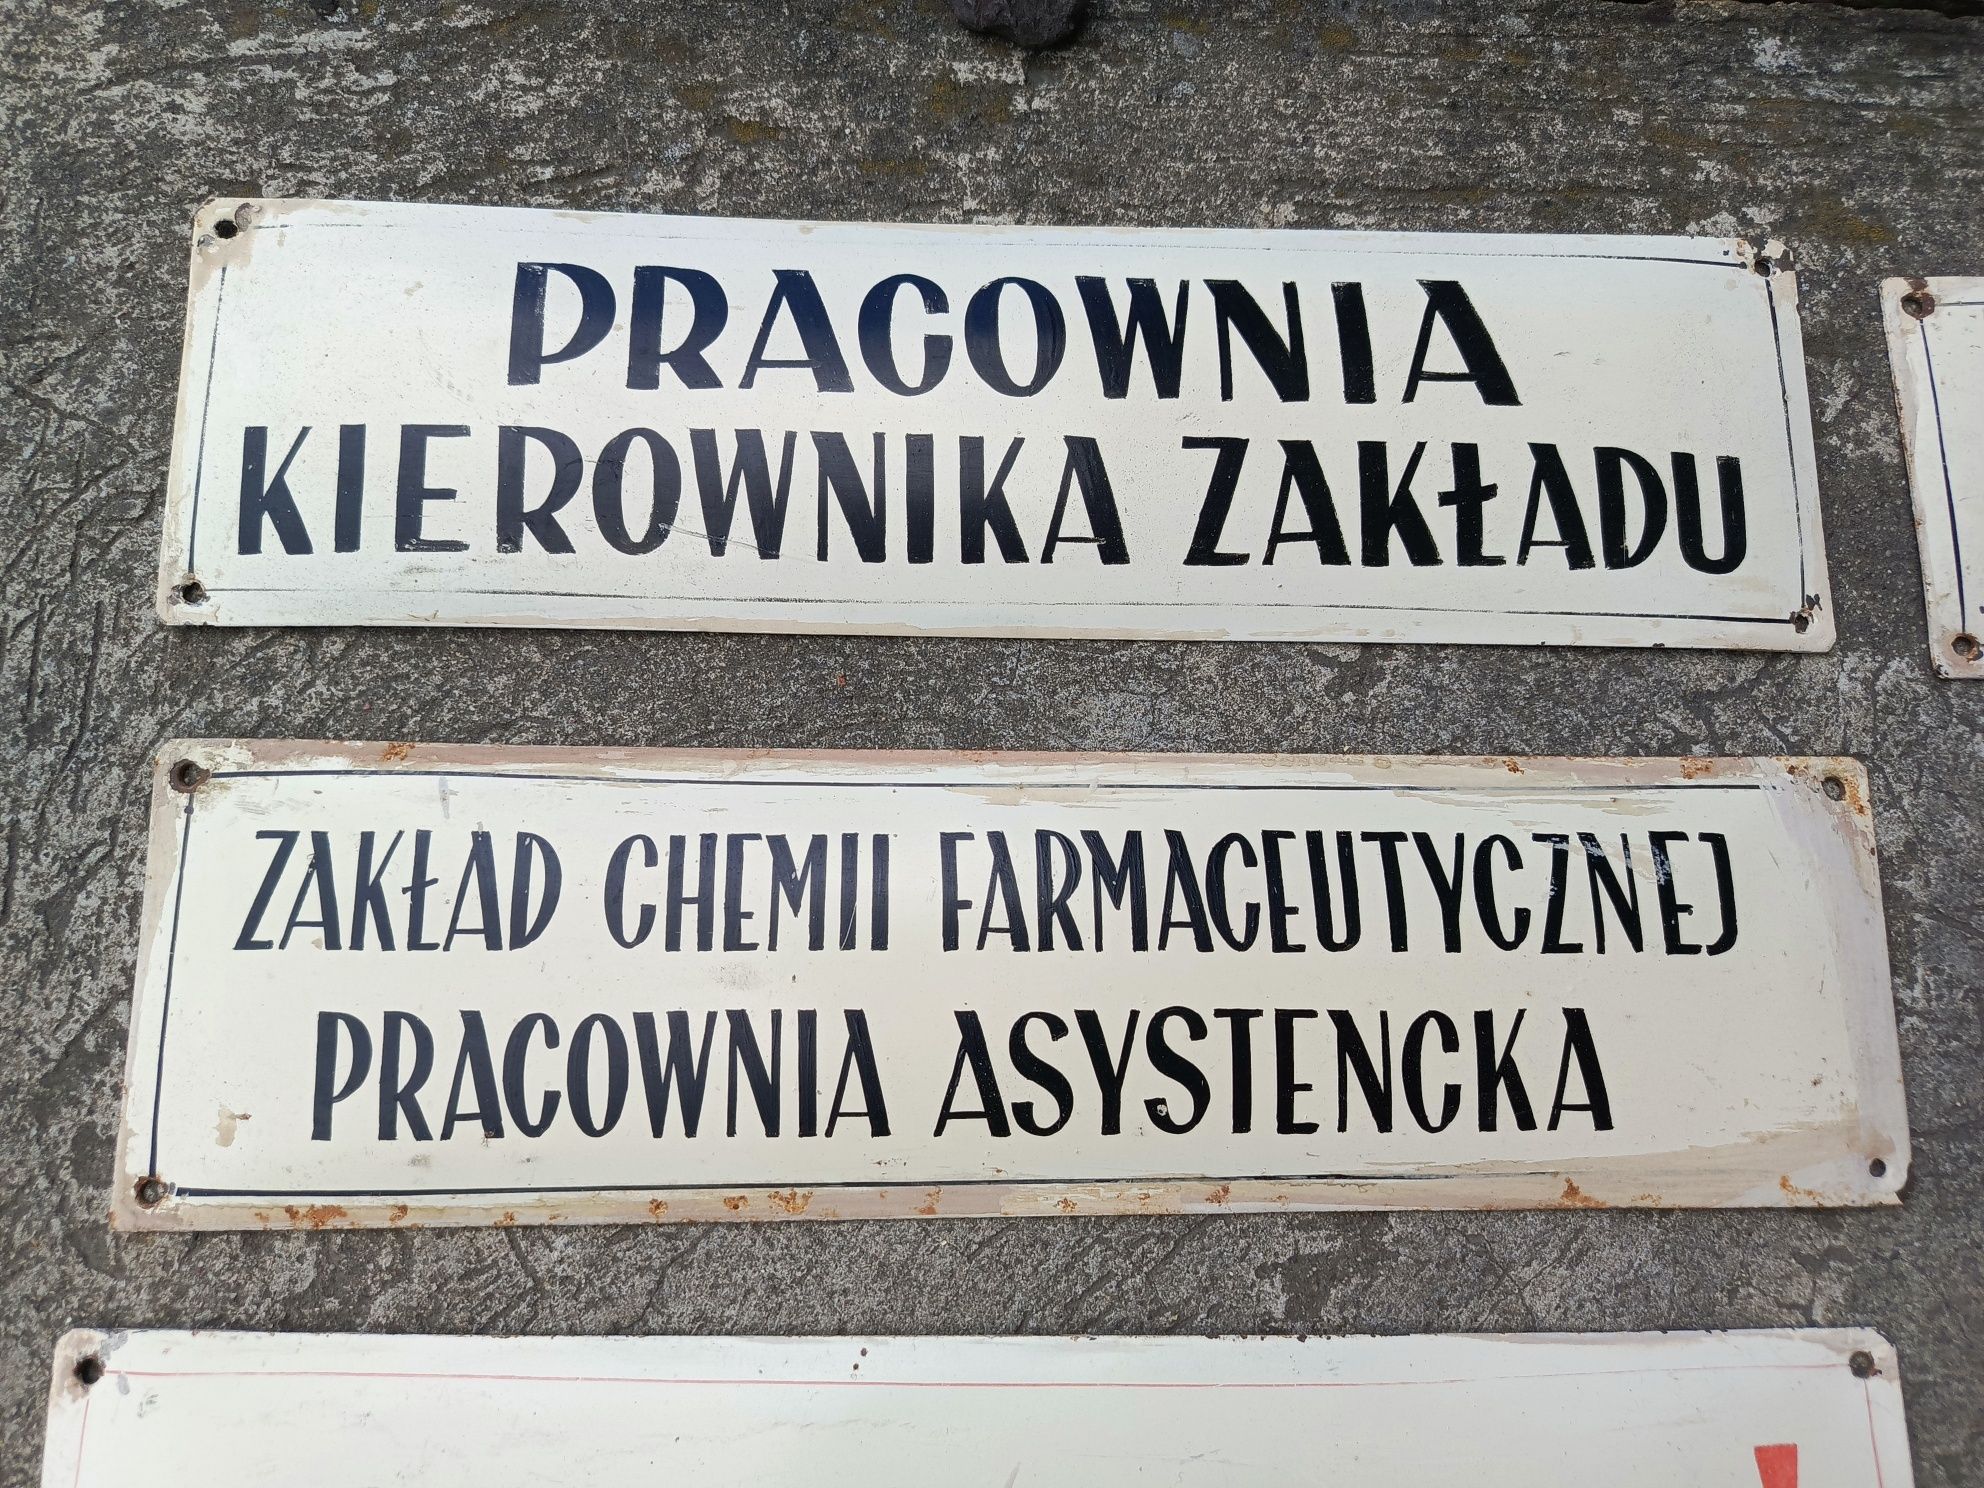 PRACOWNIA
KIEROWNIKA ZAKŁADU
ZAKŁAD CHEMII FARMACEUTYCZNEJ
PRACOWNIA ASYSTENCKA